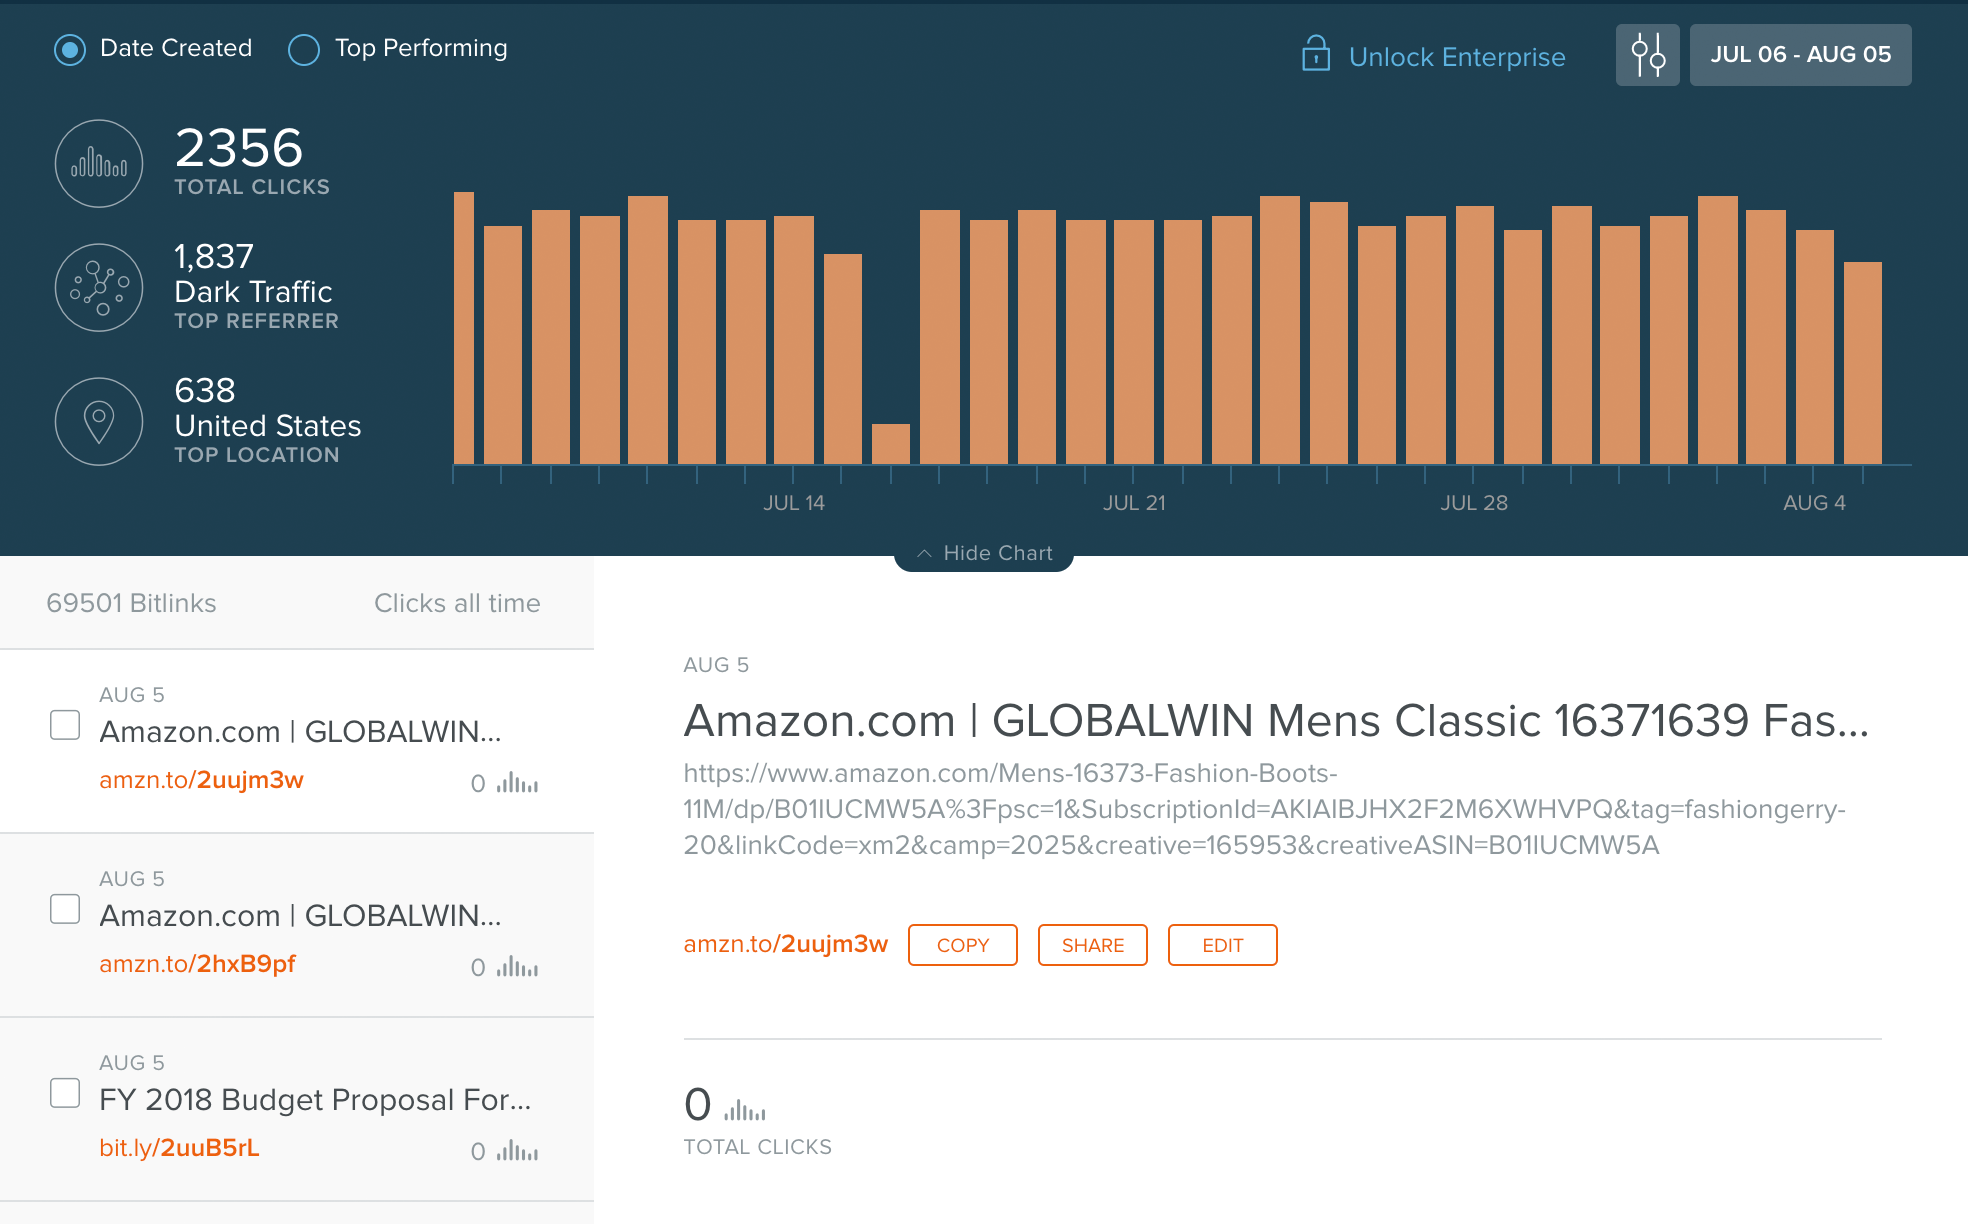 Date Created
Top Performing
Unlock Enterprise
JUL 06 - AUG 05
2356
TOTAL CLICKS
1,837
Dark Traffic
TOP REFERRER
638
United States
TOP LOCATION
JUL 14
JUL 21
JUL 28
AUG 4
Hide Chart
69501 Bitlinks
Clicks all time
AUG 5
Amazon.com | GLOBALWIN...
amzn.to/2uujm3w
0
AUG 5
Amazon.com | GLOBALWIN...
amzn.to/2hxB9pf
0
AUG 5
FY 2018 Budget Proposal For...
bit.ly/2uuB5rL
0
AUG 5
Amazon.com | GLOBALWIN Mens Classic 16371639 Fas...
https://www.amazon.com/Mens-16373-Fashion-Boots-
11M/dp/B01IUCMW5A%3Fpsc=1&SubscriptionId=AKIAIBJHX2F2M6XWHVPQ&tag=fashiongerry-
20&linkCode=xm2&camp=2025&creative=165953&creativeASIN=B01IUCMW5A
amzn.to/2uujm3w
COPY
SHARE
EDIT
0
TOTAL CLICKS